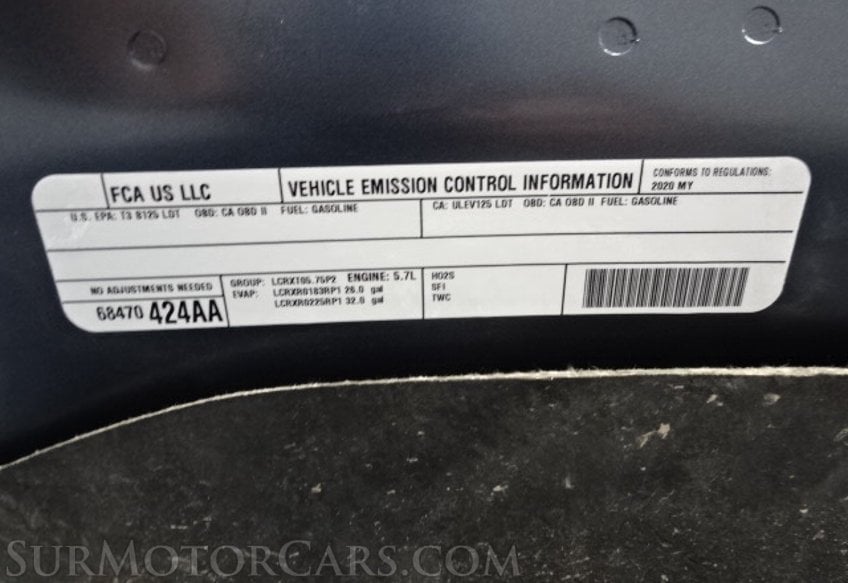 FCA US LLC
VEHICLE EMISSION CONTROL INFORMATION
CONFORMS TO REGULATIONS:
2020 MY
U.S. EPA: T3 B125 LDT OBD: CA OBD II FUEL: GASOLINE
CA: ULEV125 LDT OBD: CA OBD II FUEL: GASOLINE
NO ADJUSTMENTS NEEDED
68470 424AA
GROUP: LCRXT05.75P2 ENGINE: 5.7L
EVAP: LCRXR0183RP1 26.0 gal
LCRXR0225RP1 32.0 gal
HO2S
SFI
TWC
SurMotorCars.com